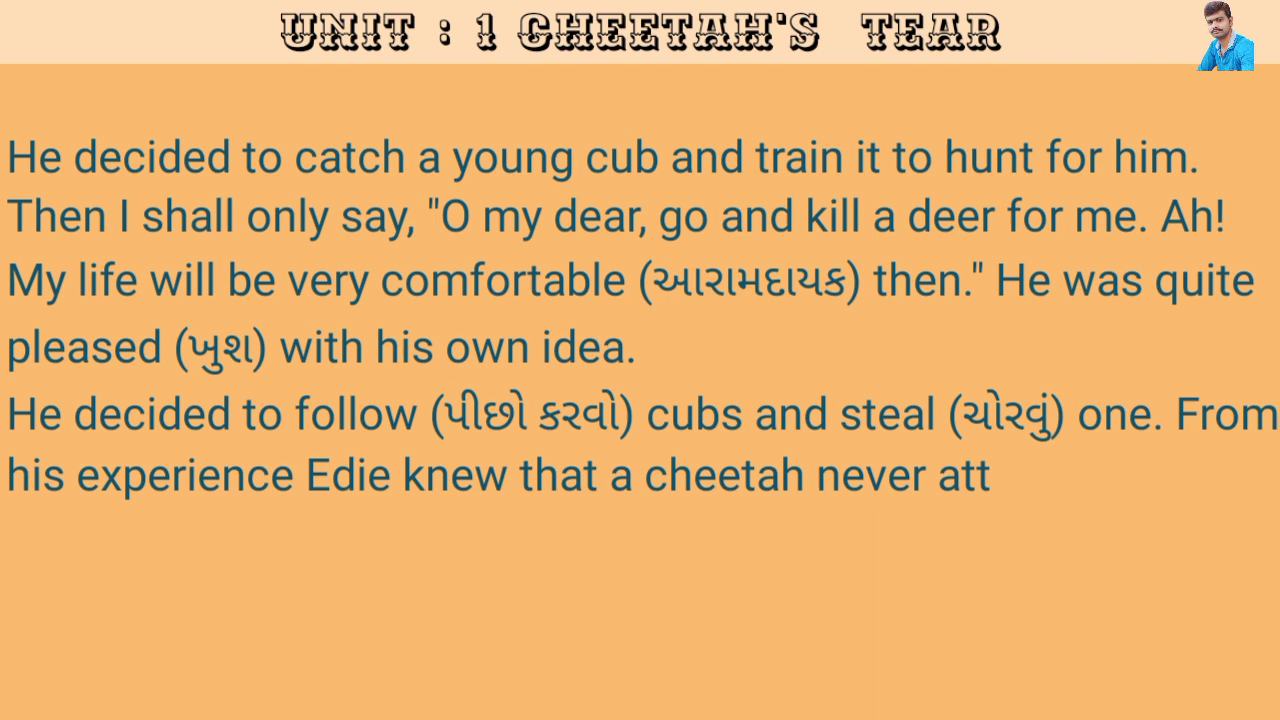 UNIT : 1 CHEETAH'S TEAR
He decided to catch a young cub and train it to hunt for him.
Then I shall only say, "O my dear, go and kill a deer for me. Ah!
My life will be very comfortable (આરામદાયક) then." He was quite
pleased (ખુશ) with his own idea.
He decided to follow (પીછો કરવો) cubs and steal (ચોરવું) one. From
his experience Edie knew that a cheetah never att